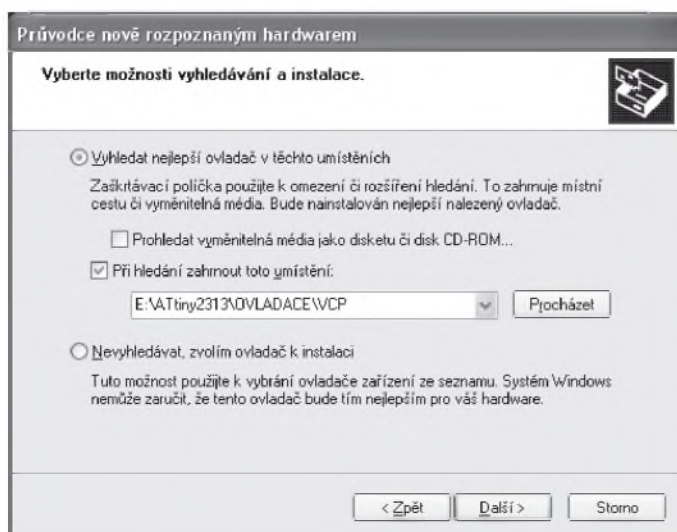 Průvodce nově rozpoznaným hardwarem
Vyberte možnosti vyhledávání a instalace.
Vyhledat nejlepší ovladač v těchto umístěních
Zaškrtávací políčka použijte k omezení či rozšíření hledání. To zahrnuje místní
cestu či vyměnitelná média. Bude nainstalován nejlepší nalezený ovladač.
Prohledat vyměnitelná média jako disketu či disk CD-ROM...
Při hledání zahrnout toto umístění:
E:\ATtiny2313\OVLADACE\VCP
Procházet
Nevyhledávat, zvolím ovladač k instalaci
Tuto možnost použijte k vybrání ovladače zařízení ze seznamu. Systém Windows
nemůže zaručit, že tento ovladač bude tím nejlepším pro váš hardware.
< Zpět Další > Storno